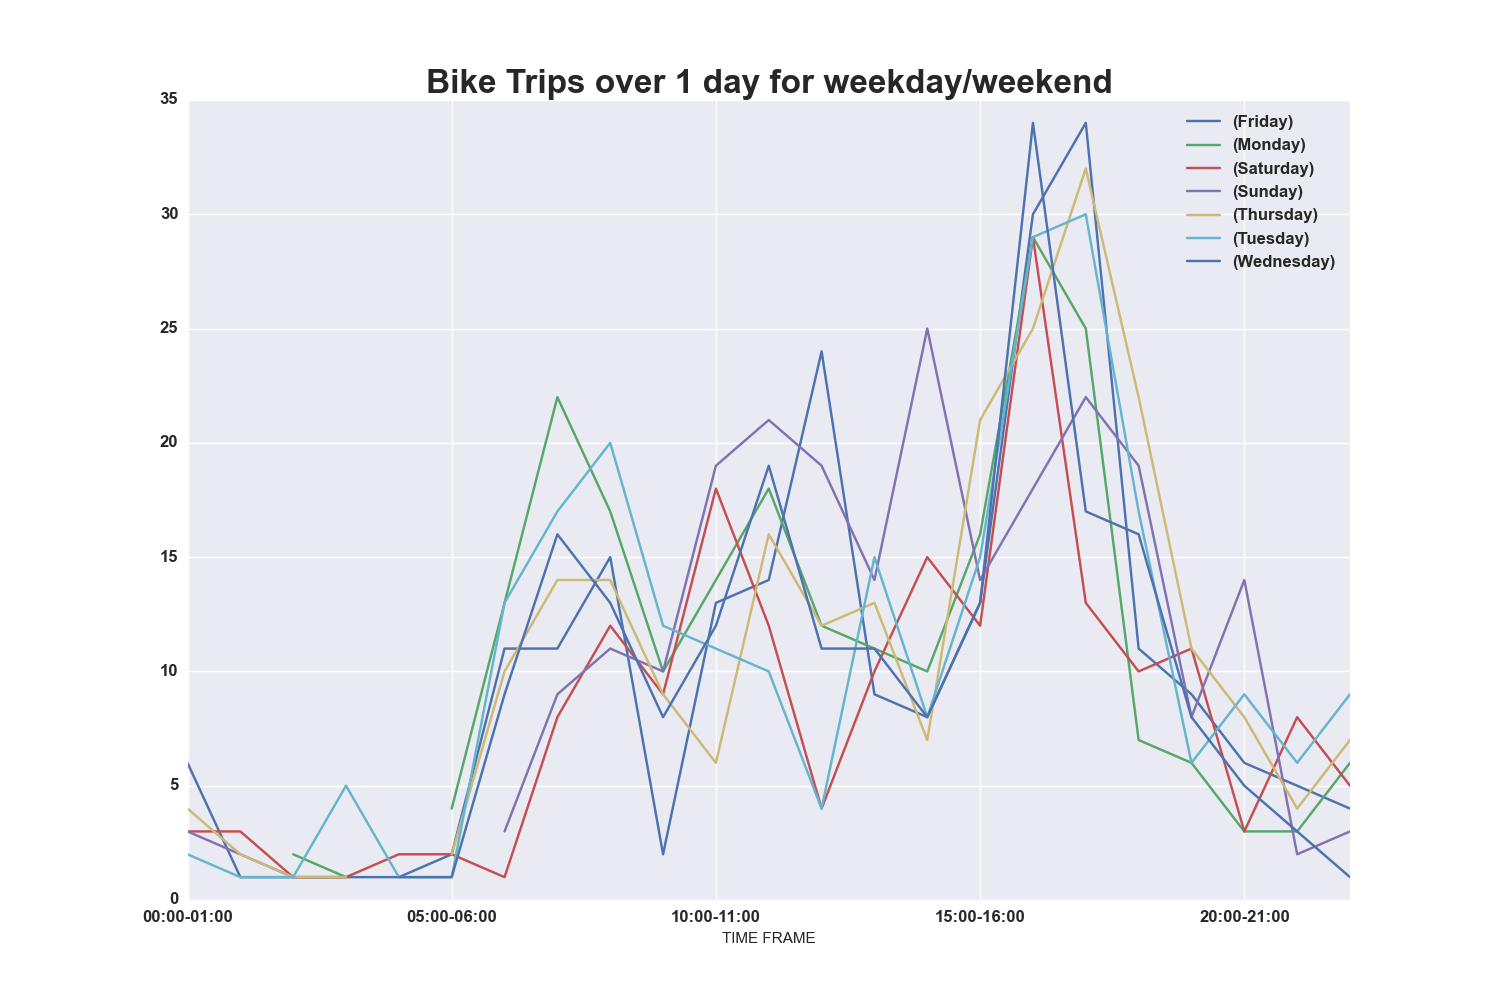 Bike Trips over 1 day for weekday/weekend
35
30
25
20
15
10
5
0
(Friday)
(Monday)
(Saturday)
(Sunday)
(Thursday)
(Tuesday)
(Wednesday)
00:00-01:00 05:00-06:00 10:00-11:00 15:00-16:00 20:00-21:00
TIME FRAME